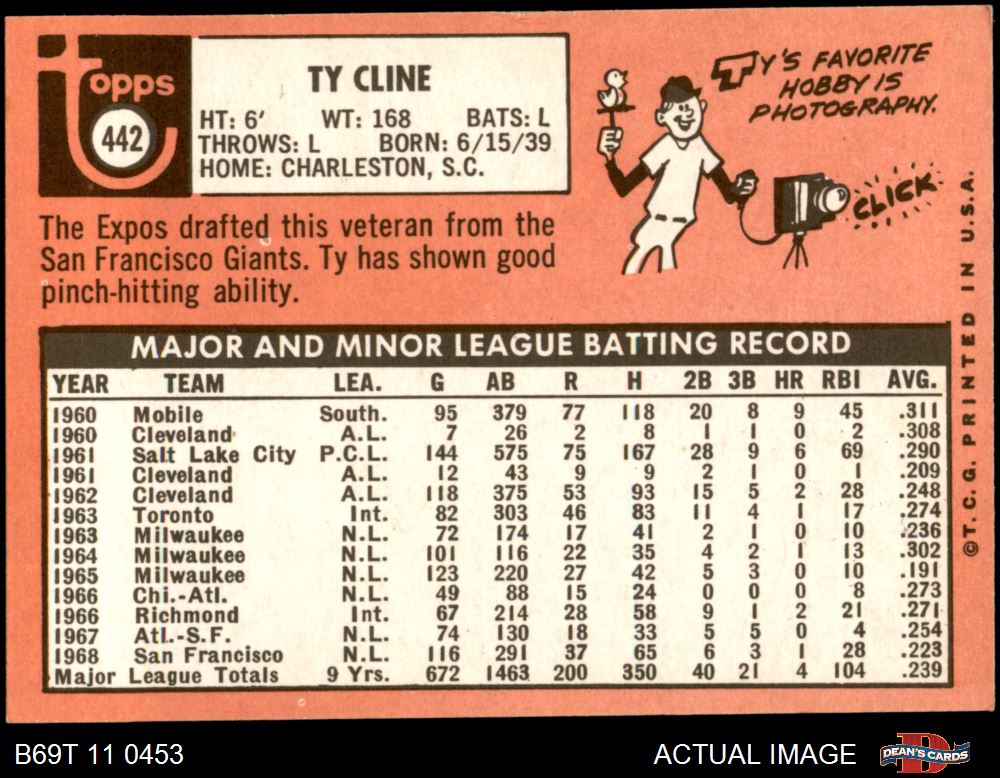 topps
442
TY CLINE
HT: 6' WT: 168 BATS: L
THROWS: L BORN: 6/15/39
HOME: CHARLESTON, S.C.
TY'S FAVORITE
HOBBY IS
PHOTOGRAPHY.
CLICK
The Expos drafted this veteran from the
San Francisco Giants. Ty has shown good
pinch-hitting ability.
MAJOR AND MINOR LEAGUE BATTING RECORD
YEAR TEAM LEA. G AB R H 2B 3B HR RBI AVG.
1960 Mobile South. 95 379 77 118 20 8 9 45 .311
1960 Cleveland A.L. 7 26 2 8 1 1 0 2 .308
1961 Salt Lake City P.C.L. 144 575 75 167 28 9 6 69 .290
1961 Cleveland A.L. 12 43 9 9 2 1 0 1 .209
1962 Cleveland A.L. 118 375 53 93 15 5 2 28 .248
1963 Toronto Int. 82 303 46 83 11 4 1 17 .274
1963 Milwaukee N.L. 72 174 17 41 2 1 0 10 .236
1964 Milwaukee N.L. 101 116 22 35 4 2 1 13 .302
1965 Milwaukee N.L. 123 220 27 42 5 3 0 10 .191
1966 Chi.-Atl. N.L. 49 88 15 24 0 0 0 8 .273
1966 Richmond Int. 67 214 28 58 9 1 2 21 .271
1967 Atl.-S.F. N.L. 74 130 18 33 5 5 0 4 .254
1968 San Francisco N.L. 116 291 37 65 6 3 1 28 .223
Major League Totals 9 Yrs. 672 1463 200 350 40 21 4 104 .239
©T.C.G. PRINTED IN U.S.A.
B69T 11 0453
ACTUAL IMAGE
DEAN'S CARDS